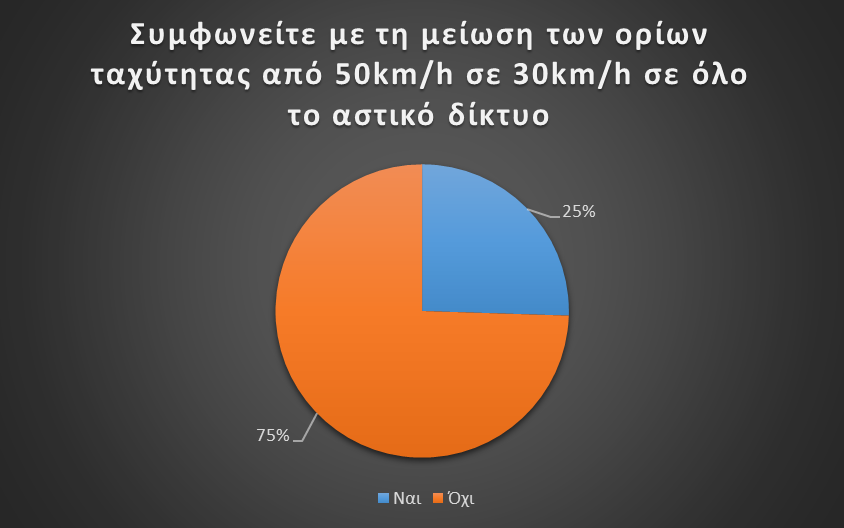 Συμφωνείτε με τη μείωση των ορίων
ταχύτητας από 50km/h σε 30km/h σε όλο
το αστικό δίκτυο
25%
75%
Ναι Όχι